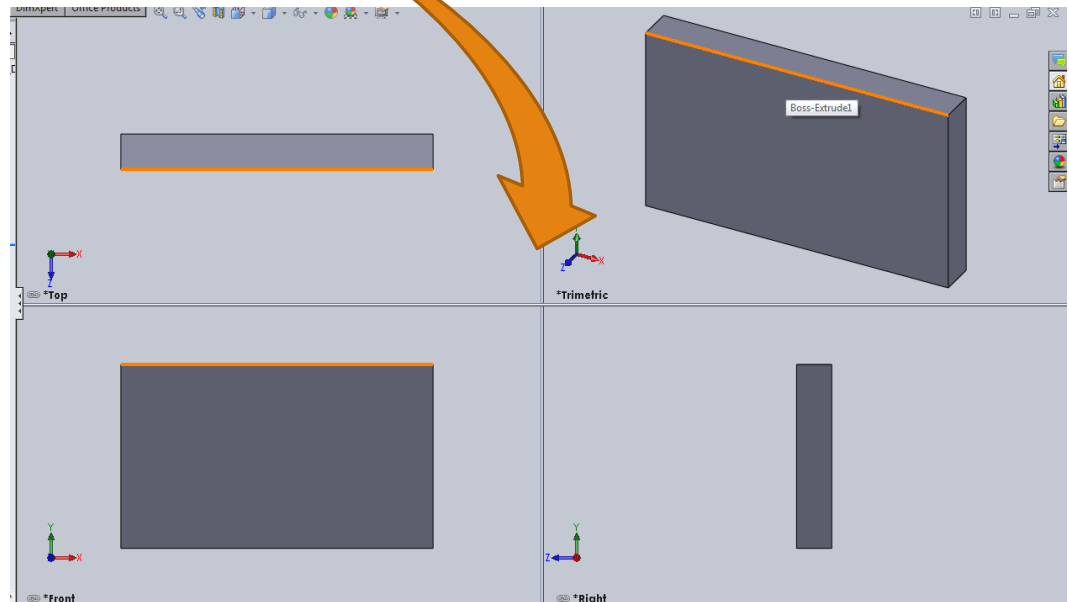 DimXpert Office Products
Boss-Extrude1
X
Z
*Top
Y
X
Z
*Trimetric
Y
X
*Front
Y
Z
*Right